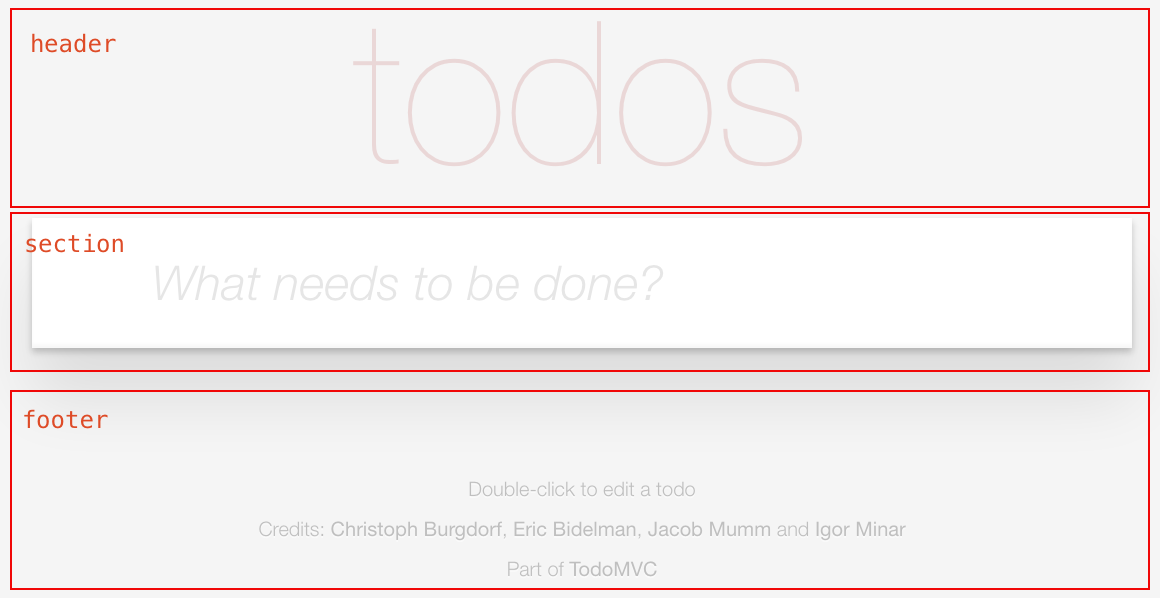 header
todos
section
What needs to be done?
footer
Double-click to edit a todo
Credits: Christoph Burgdorf, Eric Bidelman, Jacob Mumm and Igor Minar
Part of TodoMVC